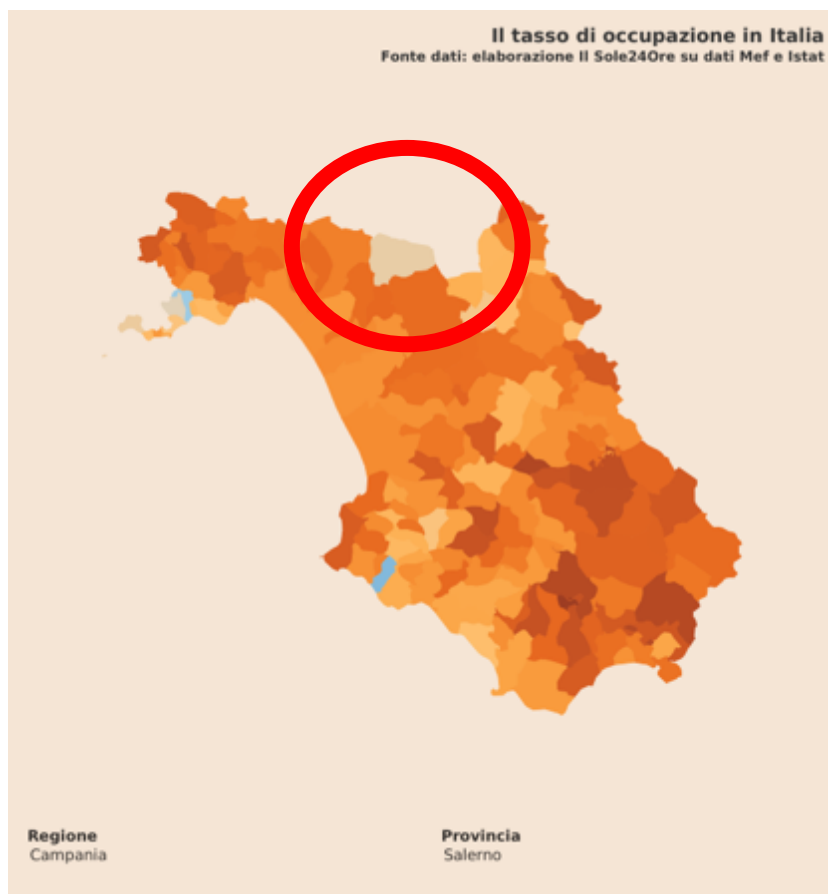 Il tasso di occupazione in Italia
Fonte dati: elaborazione Il Sole24Ore su dati Mef e Istat
Regione
Campania
Provincia
Salerno